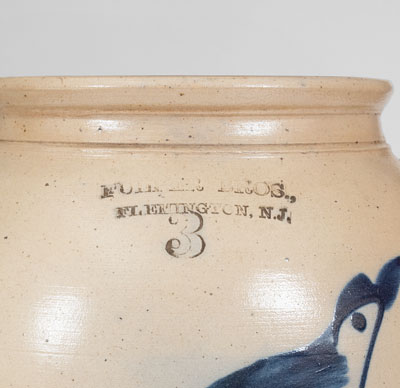 FULPER BROS.,
FLEMINGTON, N.J.
3